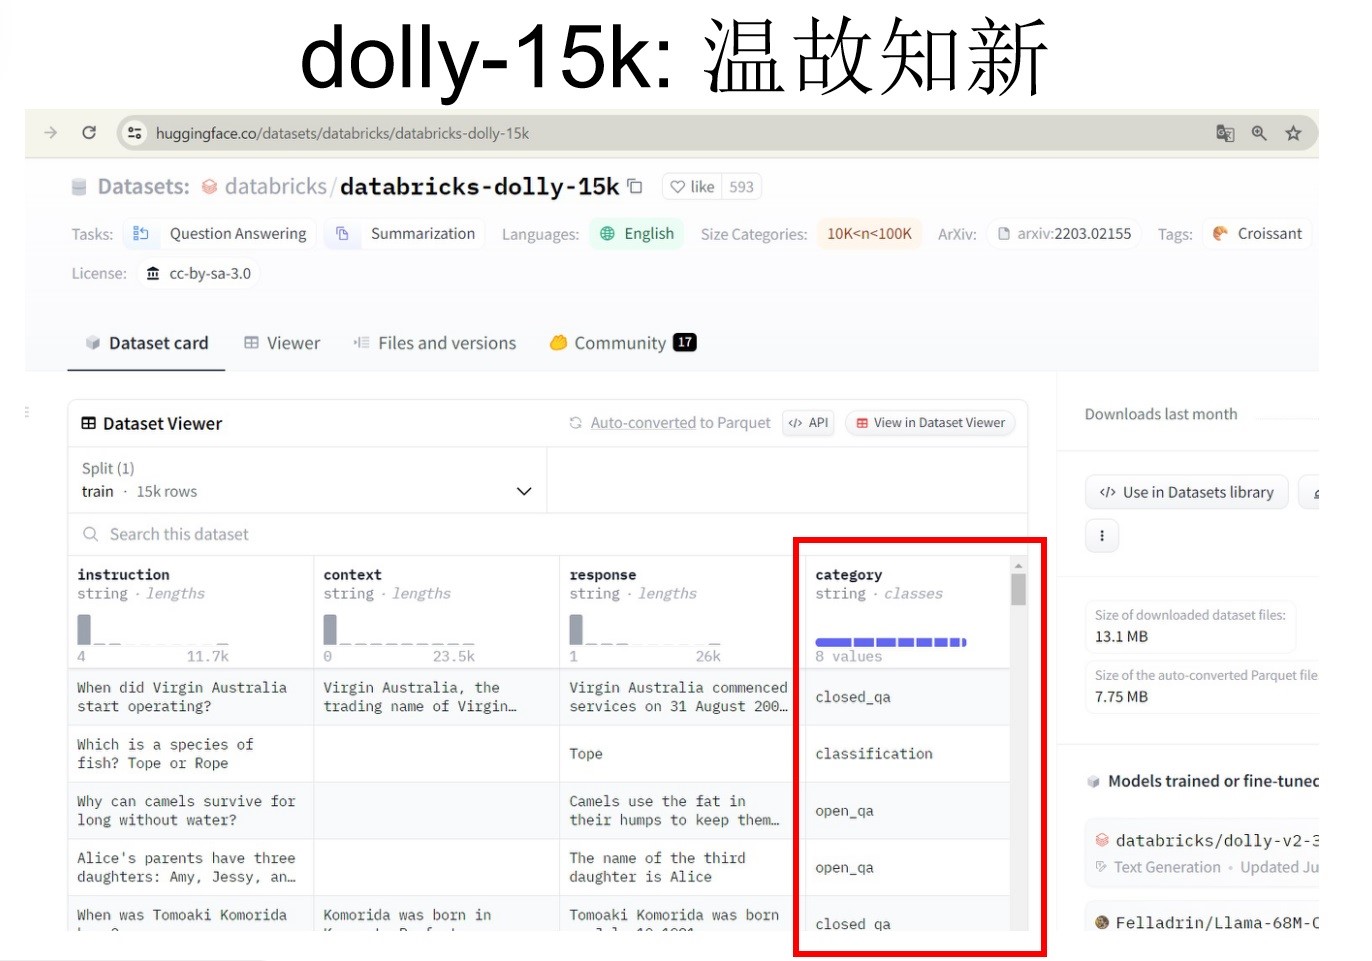 dolly-15k: 温故知新
huggingface.co/datasets/databricks/databricks-dolly-15k
Datasets: databricks/databricks-dolly-15k like 593
Tasks: Question Answering Summarization Languages: English Size Categories: 10K<n<100K ArXiv: arxiv:2203.02155 Tags: Croissant
License: cc-by-sa-3.0
Dataset card Viewer Files and versions Community 17
Dataset Viewer Auto-converted to Parquet </> API View in Dataset Viewer
Split (1)
train · 15k rows
Search this dataset
instruction context response category
string · lengths string · lengths string · lengths string · classes
4 11.7k 0 23.5k 1 26k 8 values
When did Virgin Australia start operating?
Virgin Australia, the trading name of Virgin…
Virgin Australia commenced services on 31 August 200…
closed_qa
Which is a species of fish? Tope or Rope
Tope
classification
Why can camels survive for long without water?
Camels use the fat in their humps to keep them…
open_qa
Alice's parents have three daughters: Amy, Jessy, an…
The name of the third daughter is Alice
open_qa
When was Tomoaki Komorida
Komorida was born in
Tomoaki Komorida was born
closed_qa
Downloads last month
</> Use in Datasets library
Size of downloaded dataset files:
13.1 MB
Size of the auto-converted Parquet file
7.75 MB
Models trained or fine-tuned
databricks/dolly-v2-3
Text Generation • Updated Ju
Felladrin/Llama-68M-C